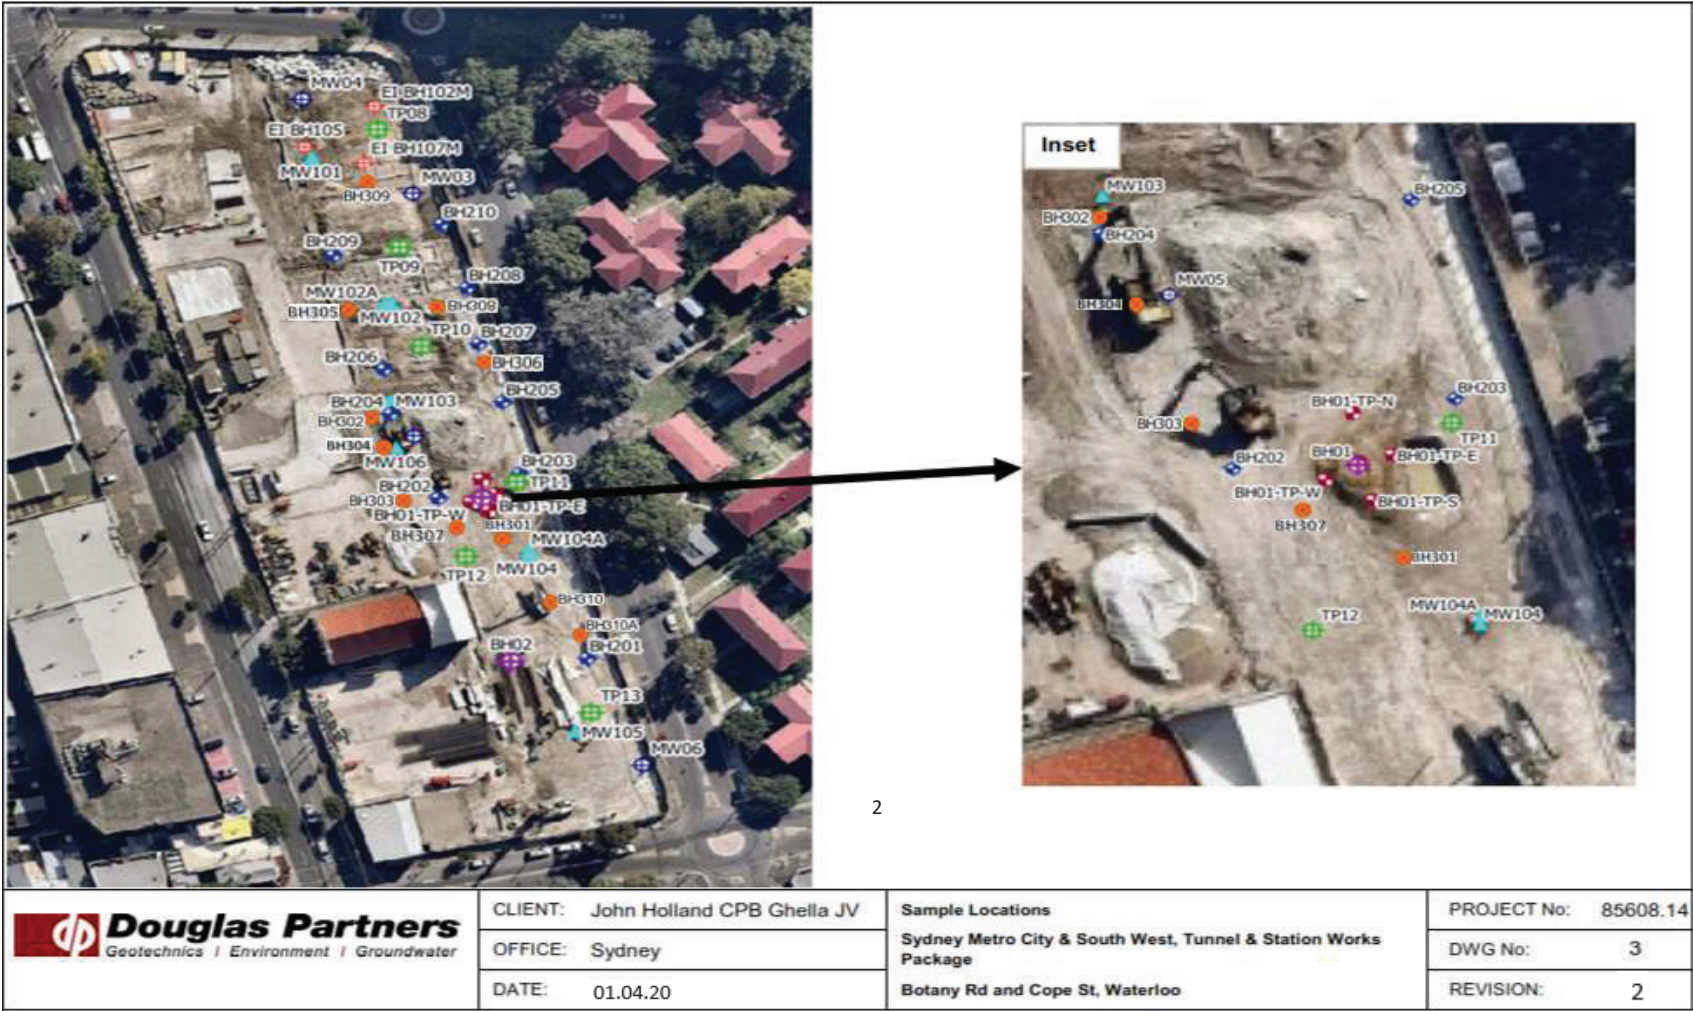 MW04
EI BH102M
TP08
EI BH105
EI BH107M
MW101
MW03
BH309
BH210
BH209
TP09
BH208
MW102A
BH305
MW102
BH308
TP10
BH207
BH206
BH306
BH205
BH204
MW103
BH302
BH304
MW106
BH203
BH202
TP11
BH303
BH01-TP-E
BH01-TP-W
BH301
BH307
MW104A
TP12
MW104
BH310
BH310A
BH02
BH201
TP13
MW105
MW06
Inset
MW103
BH205
BH302
BH204
MW05
BH304
BH203
BH01-TP-N
BH303
TP11
BH01
BH01-TP-E
BH202
BH01-TP-W
BH01-TP-S
BH307
BH301
MW104A
MW104
TP12
2
dp
Douglas Partners
Geotechnics | Environment | Groundwater
CLIENT: John Holland CPB Ghella JV
OFFICE: Sydney
DATE: 01.04.20
Sample Locations
Sydney Metro City & South West, Tunnel & Station Works
Package
Botany Rd and Cope St, Waterloo
PROJECT No: 85608.14
DWG No: 3
REVISION: 2